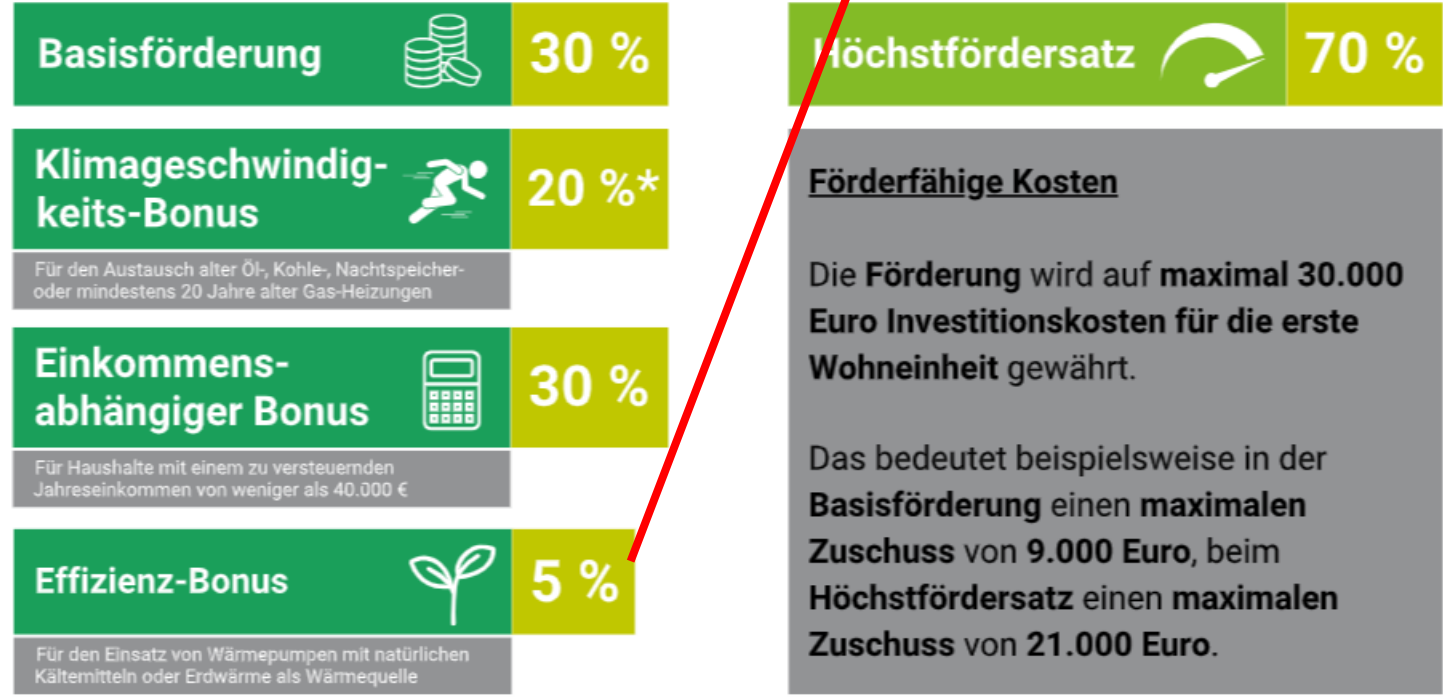 Basisförderung
30 %
Klimageschwindig-
keits-Bonus
20 %*
Für den Austausch alter Öl-, Kohle-, Nachtspeicher-
oder mindestens 20 Jahre alter Gas-Heizungen
Einkommens-
abhängiger Bonus
30 %
Für Haushalte mit einem zu versteuernden
Jahreseinkommen von weniger als 40.000 €
Effizienz-Bonus
5 %
Für den Einsatz von Wärmepumpen mit natürlichen
Kältemitteln oder Erdwärme als Wärmequelle
Höchstfördersatz
70 %
Förderfähige Kosten
Die Förderung wird auf maximal 30.000
Euro Investitionskosten für die erste
Wohneinheit gewährt.
Das bedeutet beispielsweise in der
Basisförderung einen maximalen
Zuschuss von 9.000 Euro, beim
Höchstfördersatz einen maximalen
Zuschuss von 21.000 Euro.